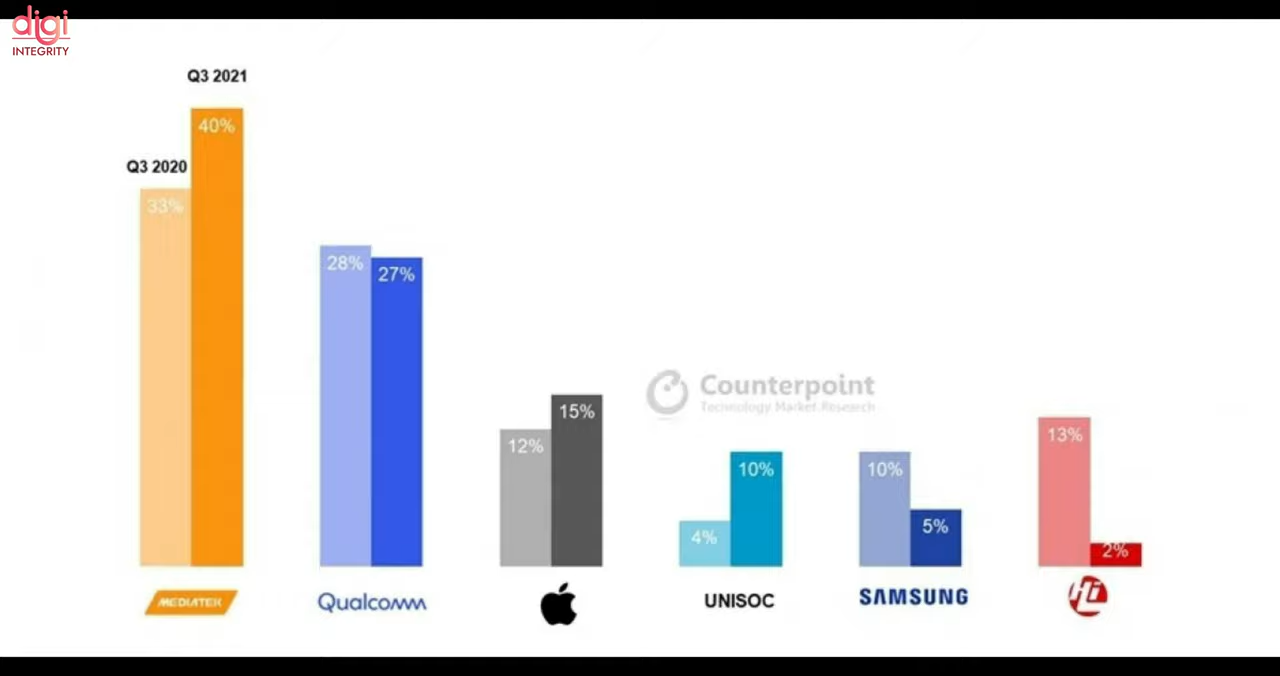 digi
INTEGRITY
Q3 2021
40%
Q3 2020
33%
28%
27%
12%
15%
4%
10%
10%
5%
13%
2%
Counterpoint
Technology Market Research
MEDIATEK
Qualcomm
UNISOC
SAMSUNG
Hi